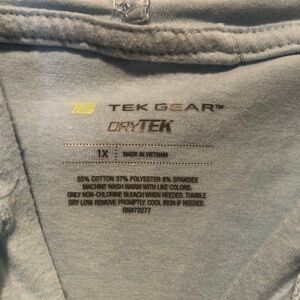 TEK GEAR™
DRYTEK
1X MADE IN VIETNAM
55% COTTON 37% POLYESTER 8% SPANDEX
MACHINE WASH WARM WITH LIKE COLORS.
ONLY NON-CHLORINE BLEACH WHEN NEEDED. TUMBLE
DRY LOW. REMOVE PROMPTLY. COOL IRON IF NEEDED.
RN#73277